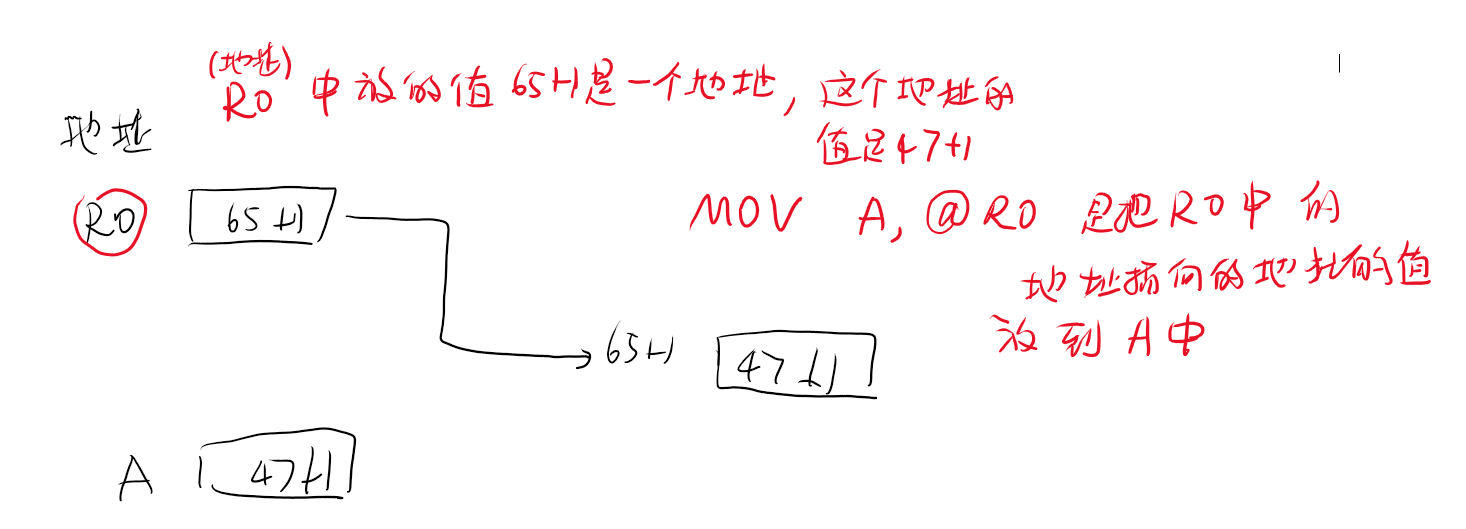 (地址)
R0 中放的值 65H是一个地址, 这个地址的
值是47H
地址
R0 65H
MOV A, @R0 是把R0中的
地址指向的地址的值
放到A中
65H 47H
A 47H